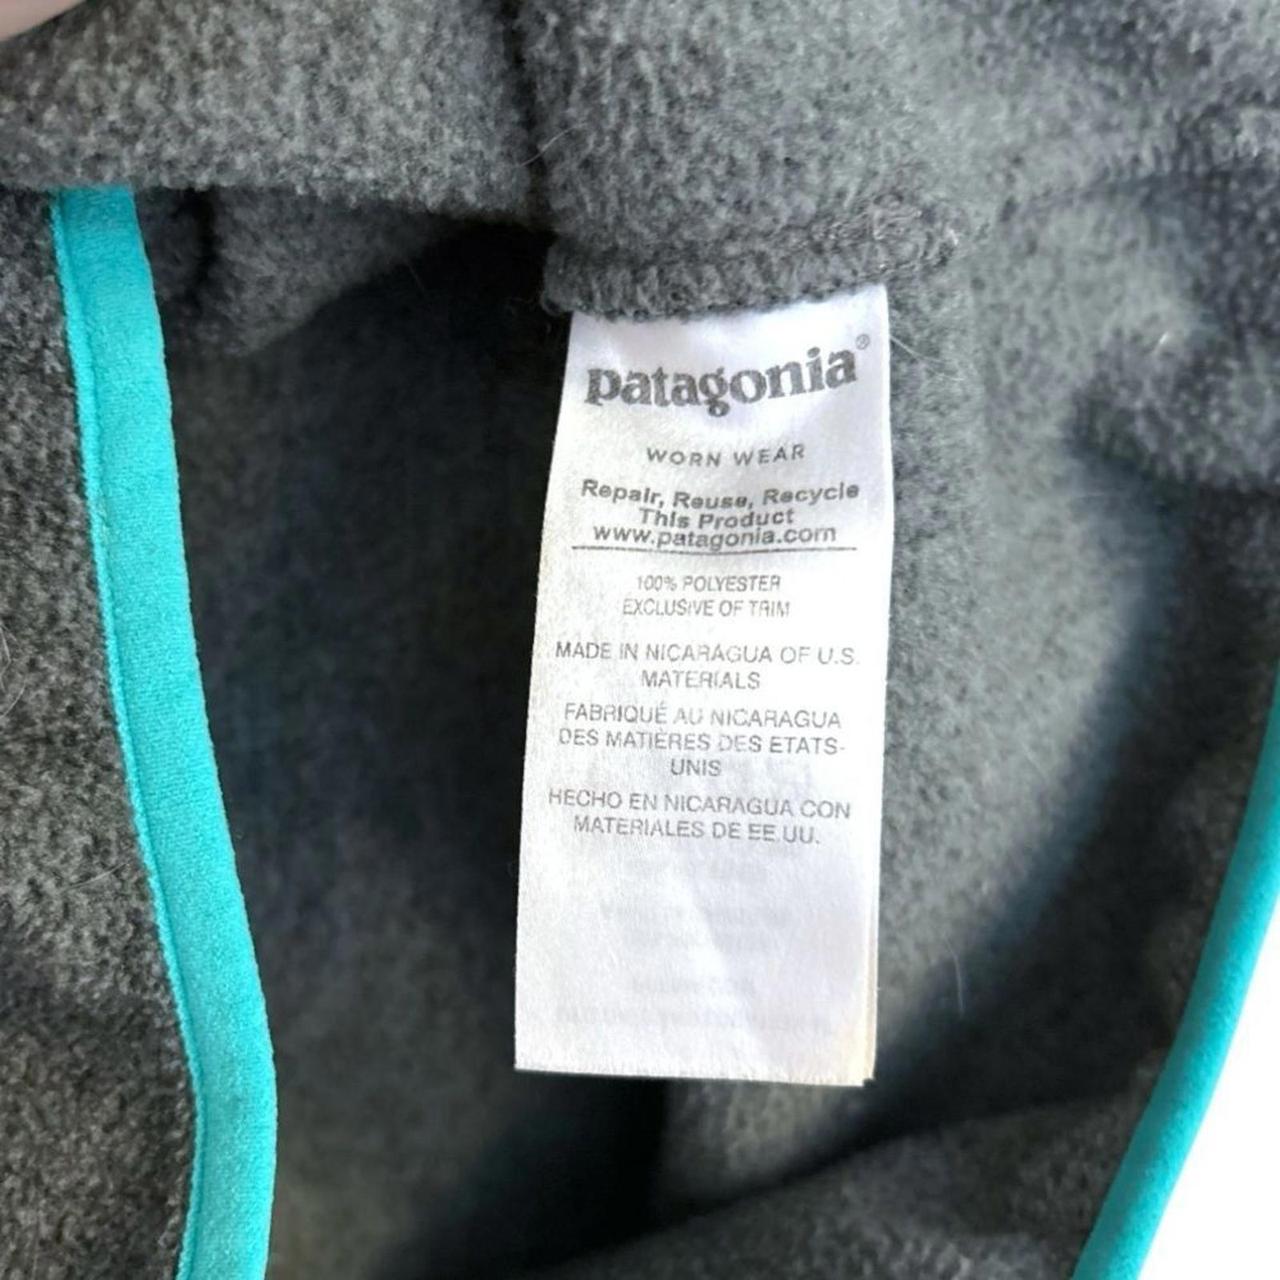 patagonia®
WORN WEAR
Repair, Reuse, Recycle
This Product
www.patagonia.com
100% POLYESTER
EXCLUSIVE OF TRIM
MADE IN NICARAGUA OF U.S.
MATERIALS
FABRIQUÉ AU NICARAGUA
DES MATIÈRES DES ETATS-
UNIS
HECHO EN NICARAGUA CON
MATERIALES DE EE.UU.